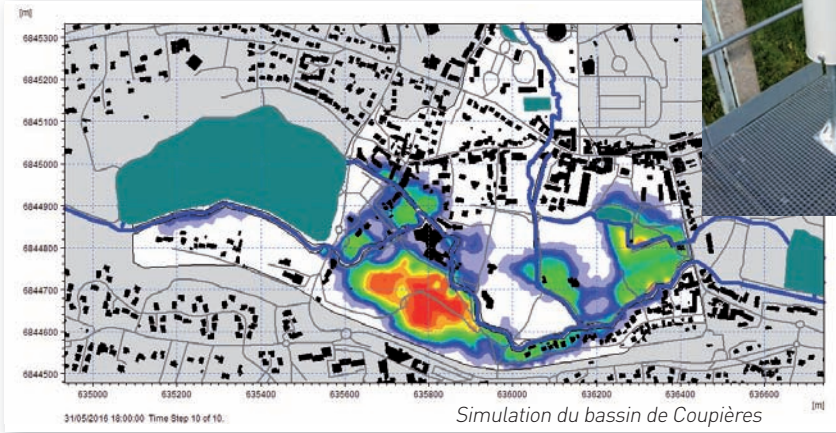 [m]
6845300
6845200
6845100
6845000
6844900
6844800
6844700
6844600
6844500
635000 635200 635400 635600 635800 636000 636200 636400 636600
[m]
31/05/2016 18:00:00 Time Step 10 of 10.
Simulation du bassin de Coupières